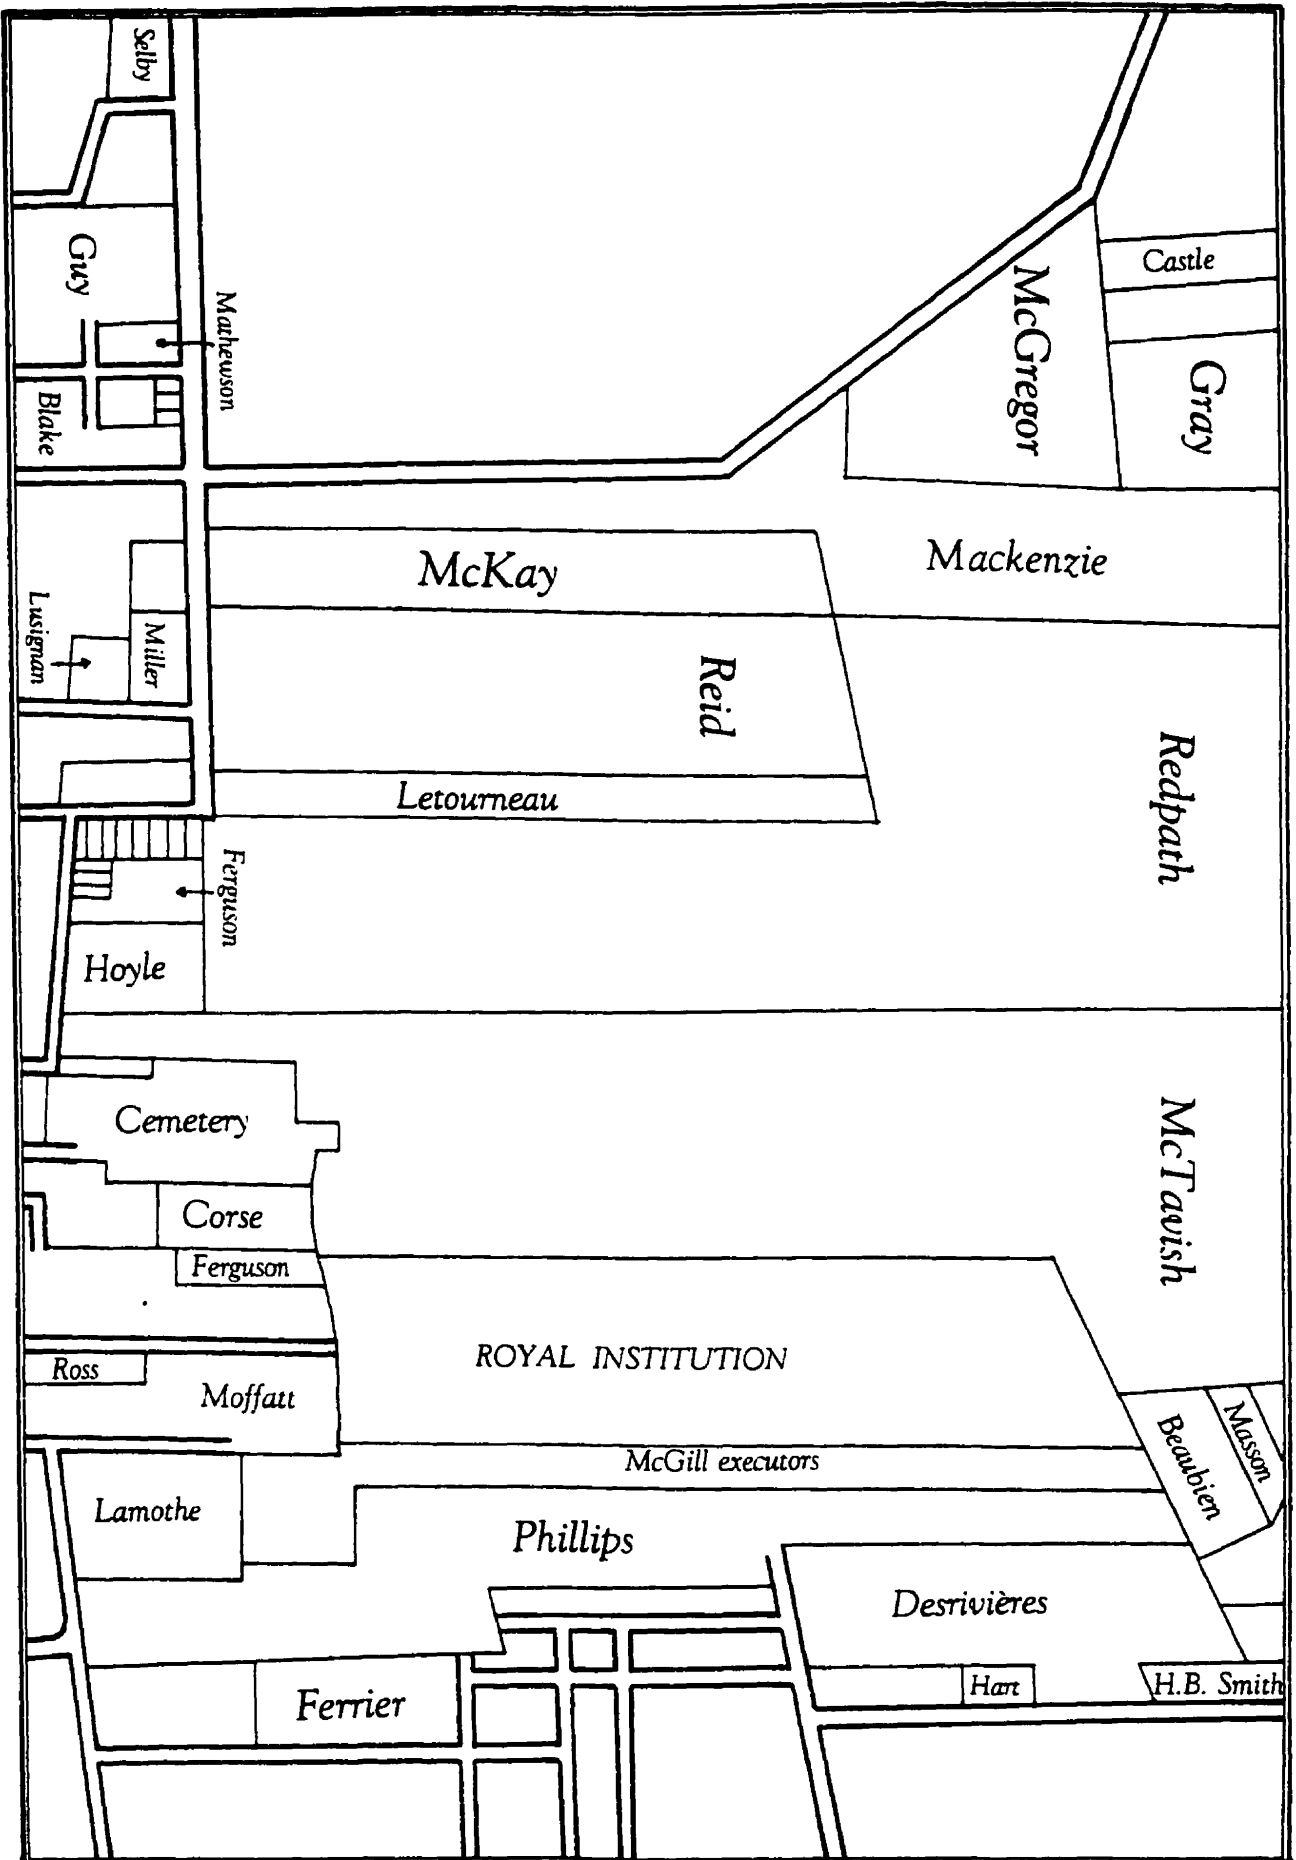 Selby
Castle
Guy
McGregor
Mathewson
Gray
Blake
McKay
Mackenzie
Lusignan
Miller
Reid
Redpath
Letourneau
Ferguson
Hoyle
Cemetery
McTavish
Corse
Ferguson
ROYAL INSTITUTION
Ross
Moffatt
Masson
Beaubien
McGill executors
Lamothe
Phillips
Desrivières
Hart
H.B. Smith
Ferrier